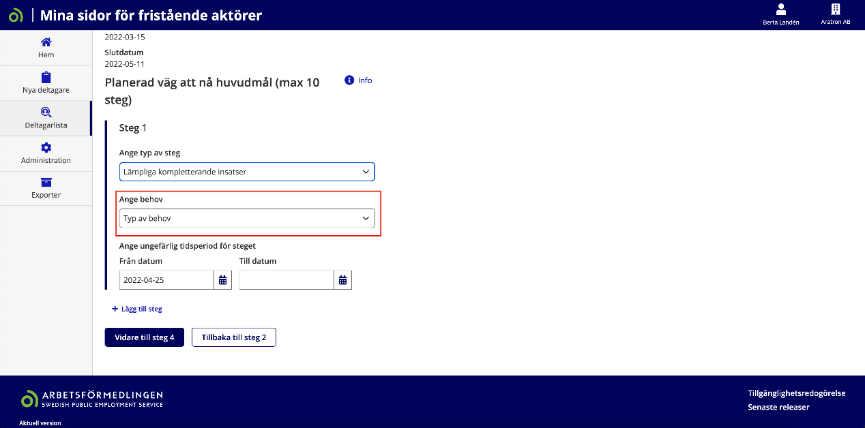 Mina sidor för fristående aktörer
Berta Landén
Arstron AB
Hem
Nya deltagare
Deltagarlista
Administration
Exporter
2022-03-15
Slutdatum
2022-05-11
Planerad väg att nå huvudmål (max 10
steg)
Info
Steg 1
Ange typ av steg
Lämpliga kompletterande insatser
Ange behov
Typ av behov
Ange ungefärlig tidsperiod för steget
Från datum
Till datum
2022-04-25
+ Lägg till steg
Vidare till steg 4
Tillbaka till steg 2
ARBETSFÖRMEDLINGEN
SWEDISH PUBLIC EMPLOYMENT SERVICE
Tillgänglighetsredogörelse
Senaste releaser
Aktuell version